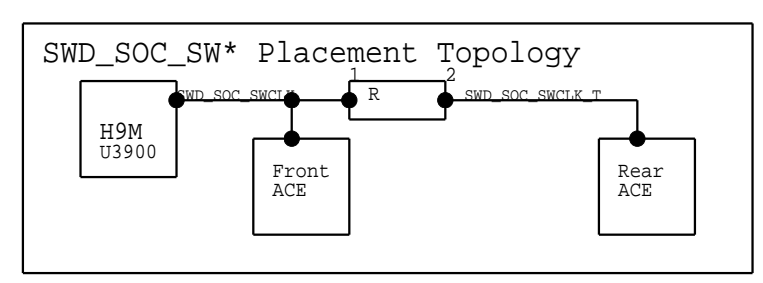 SWD_SOC_SW* Placement Topology
1
2
SWD_SOC_SWCLK
R
SWD_SOC_SWCLK_T
H9M
U3900
Front
ACE
Rear
ACE